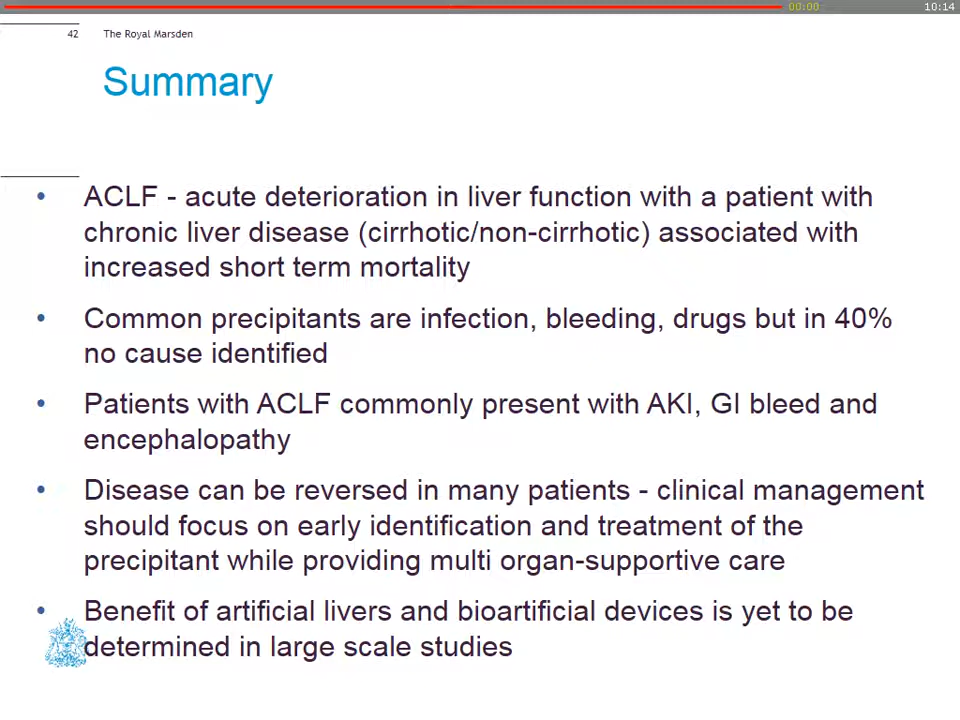 00:00 10:14
42 The Royal Marsden
Summary
• ACLF - acute deterioration in liver function with a patient with
chronic liver disease (cirrhotic/non-cirrhotic) associated with
increased short term mortality
• Common precipitants are infection, bleeding, drugs but in 40%
no cause identified
• Patients with ACLF commonly present with AKI, GI bleed and
encephalopathy
• Disease can be reversed in many patients - clinical management
should focus on early identification and treatment of the
precipitant while providing multi organ-supportive care
• Benefit of artificial livers and bioartificial devices is yet to be
determined in large scale studies